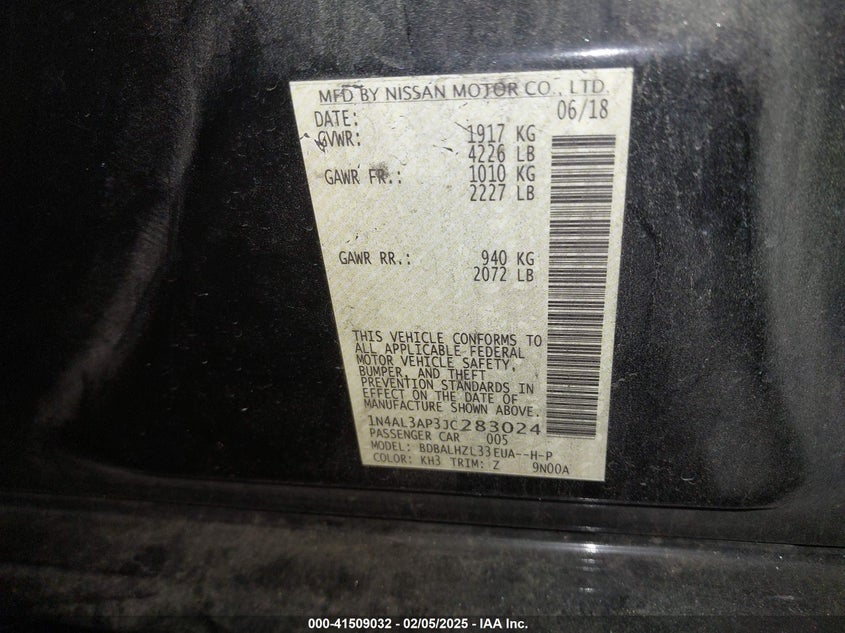 MFD BY NISSAN MOTOR CO., LTD.
DATE: 06/18
GVWR: 1917 KG
4226 LB
GAWR FR.: 1010 KG
2227 LB
GAWR RR.: 940 KG
2072 LB
THIS VEHICLE CONFORMS TO
ALL APPLICABLE FEDERAL
MOTOR VEHICLE SAFETY,
BUMPER, AND THEFT
PREVENTION STANDARDS IN
EFFECT ON THE DATE OF
MANUFACTURE SHOWN ABOVE.
1N4AL3AP3JC283024
PASSENGER CAR 005
MODEL: BDBALHZL33EUA--H-P
COLOR: KH3 TRIM: Z 9N00A
000-41509032 - 02/05/2025 - IAA Inc.